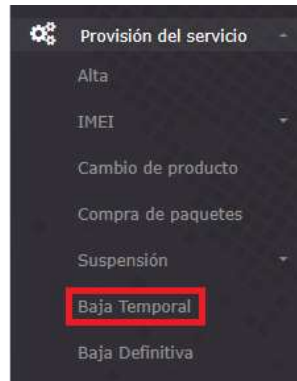 Provisión del servicio
Alta
IMEI
Cambio de producto
Compra de paquetes
Suspensión
Baja Temporal
Baja Definitiva